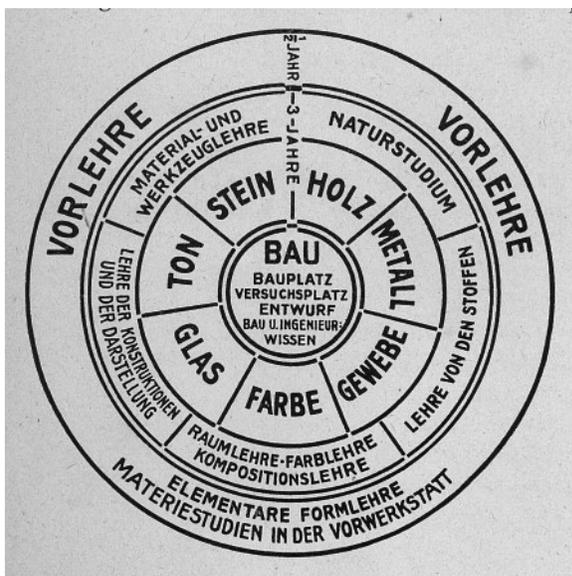 VORLEHRE
VORLEHRE
½ JAHR
ELEMENTARE FORMLEHRE
MATERIESTUDIEN IN DER VORWERKSTATT
3-JAHRE
NATURSTUDIUM
LEHRE VON DEN STOFFEN
RAUMLEHRE-FARBLEHRE
KOMPOSITIONSLEHRE
LEHRE DER KONSTRUKTIONEN
UND DER DARSTELLUNG
MATERIAL-UND
WERKZEUGLEHRE
STEIN
HOLZ
METALL
GEWEBE
FARBE
GLAS
TON
BAU
BAUPLATZ
VERSUCHSPLATZ
ENTWURF
BAU U. INGENIEUR:
WISSEN